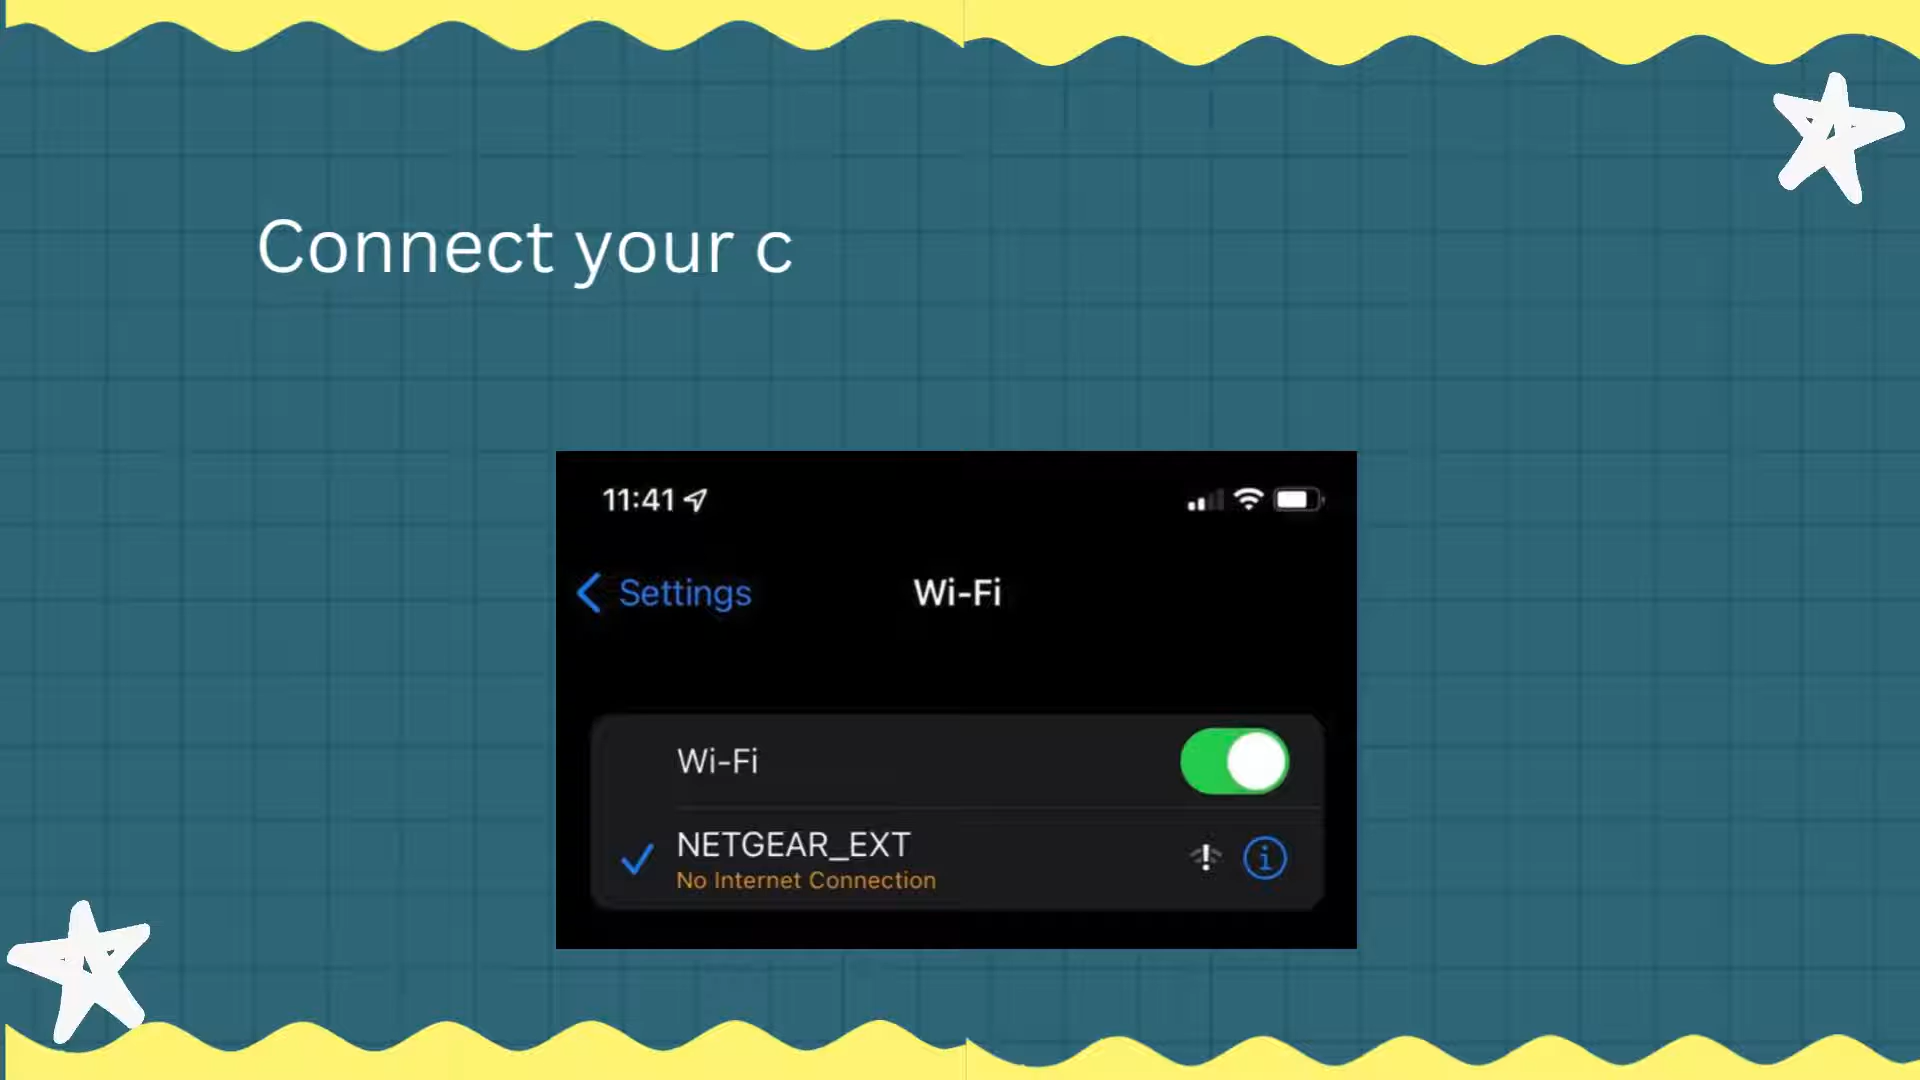 Connect your c
11:41
Settings
Wi-Fi
Wi-Fi
NETGEAR_EXT
No Internet Connection